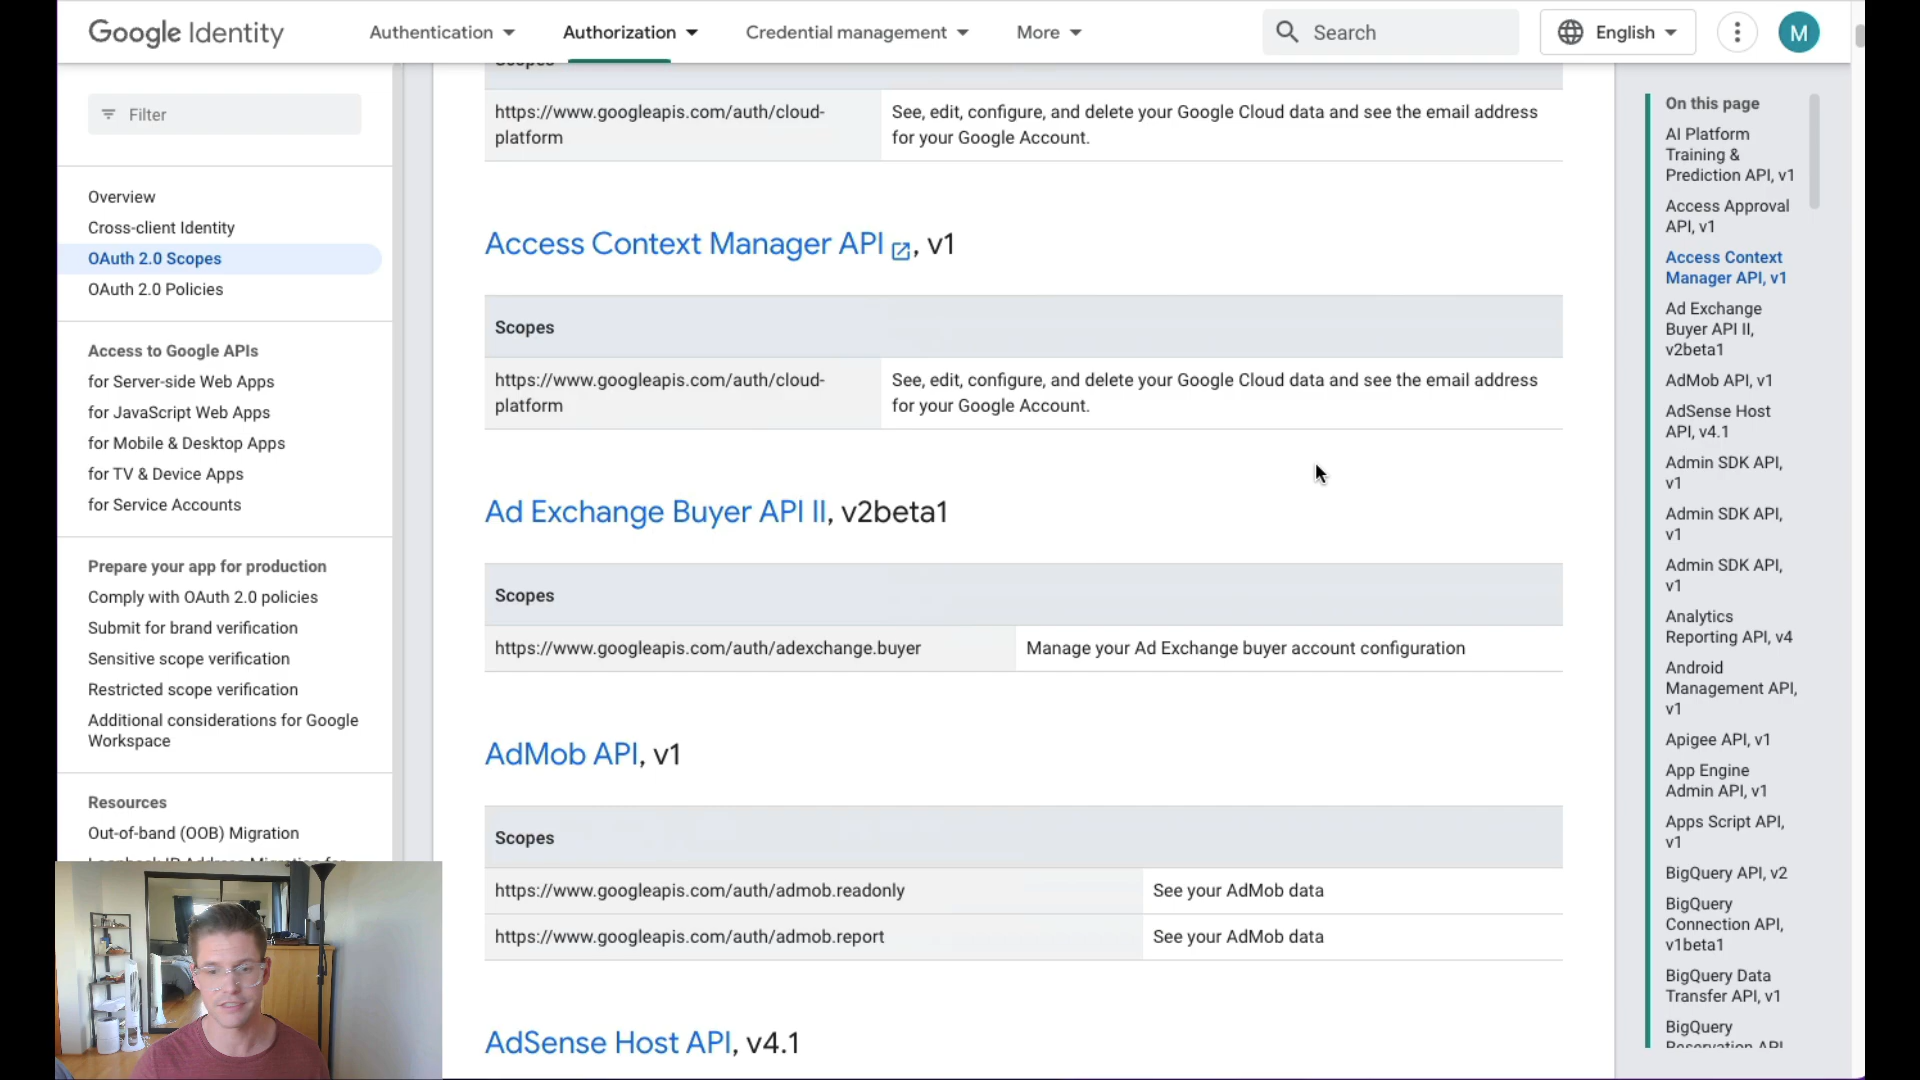 Google Identity
Authentication
Authorization
Credential management
More
Search
English
M
Filter
Overview
Cross-client Identity
OAuth 2.0 Scopes
OAuth 2.0 Policies
Access to Google APIs
for Server-side Web Apps
for JavaScript Web Apps
for Mobile & Desktop Apps
for TV & Device Apps
for Service Accounts
Prepare your app for production
Comply with OAuth 2.0 policies
Submit for brand verification
Sensitive scope verification
Restricted scope verification
Additional considerations for Google
Workspace
Resources
Out-of-band (OOB) Migration
Loopback IP Address Migration for
Scopes
https://www.googleapis.com/auth/cloud-
platform
See, edit, configure, and delete your Google Cloud data and see the email address
for your Google Account.
Access Context Manager API, v1
Scopes
https://www.googleapis.com/auth/cloud-
platform
See, edit, configure, and delete your Google Cloud data and see the email address
for your Google Account.
Ad Exchange Buyer API II, v2beta1
Scopes
https://www.googleapis.com/auth/adexchange.buyer
Manage your Ad Exchange buyer account configuration
AdMob API, v1
Scopes
https://www.googleapis.com/auth/admob.readonly
See your AdMob data
https://www.googleapis.com/auth/admob.report
See your AdMob data
AdSense Host API, v4.1
On this page
AI Platform
Training &
Prediction API, v1
Access Approval
API, v1
Access Context
Manager API, v1
Ad Exchange
Buyer API II,
v2beta1
AdMob API, v1
AdSense Host
API, v4.1
Admin SDK API,
v1
Admin SDK API,
v1
Admin SDK API,
v1
Analytics
Reporting API, v4
Android
Management API,
v1
Apigee API, v1
App Engine
Admin API, v1
Apps Script API,
v1
BigQuery API, v2
BigQuery
Connection API,
v1beta1
BigQuery Data
Transfer API, v1
BigQuery
Reservation API